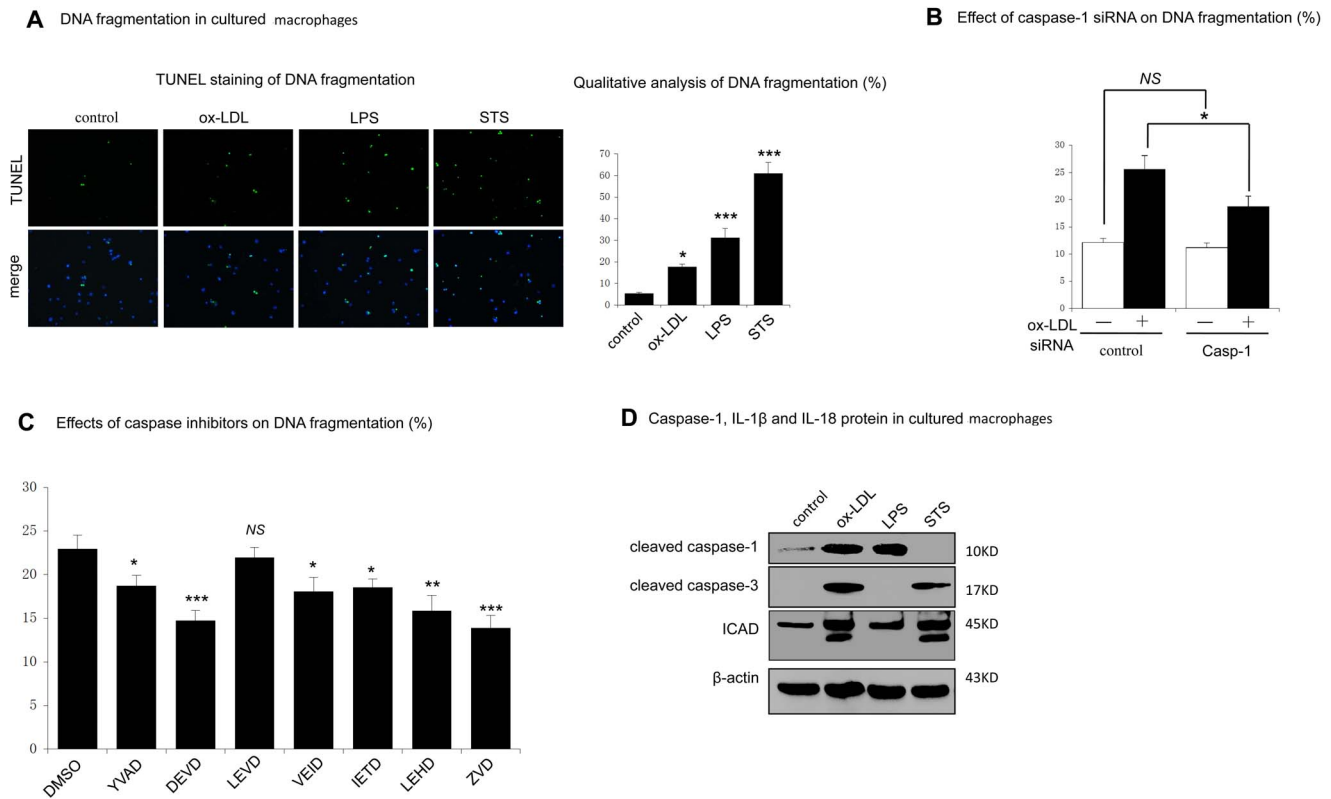 A DNA fragmentation in cultured macrophages
TUNEL staining of DNA fragmentation
control ox-LDL LPS STS
TUNEL
merge
Qualitative analysis of DNA fragmentation (%)
70
60
50
40
30
20
10
0
* *** ***
control ox-LDL LPS STS
B Effect of caspase-1 siRNA on DNA fragmentation (%)
NS
*
30
25
20
15
10
5
0
ox-LDL — + — +
siRNA control Casp-1
C Effects of caspase inhibitors on DNA fragmentation (%)
30
25
20
15
10
5
0
* *** NS * * ** ***
DMSO YVAD DEVD LEVD VEID IETD LEHD ZVD
D Caspase-1, IL-1β and IL-18 protein in cultured macrophages
control ox-LDL LPS STS
cleaved caspase-1 10KD
cleaved caspase-3 17KD
ICAD 45KD
β-actin 43KD